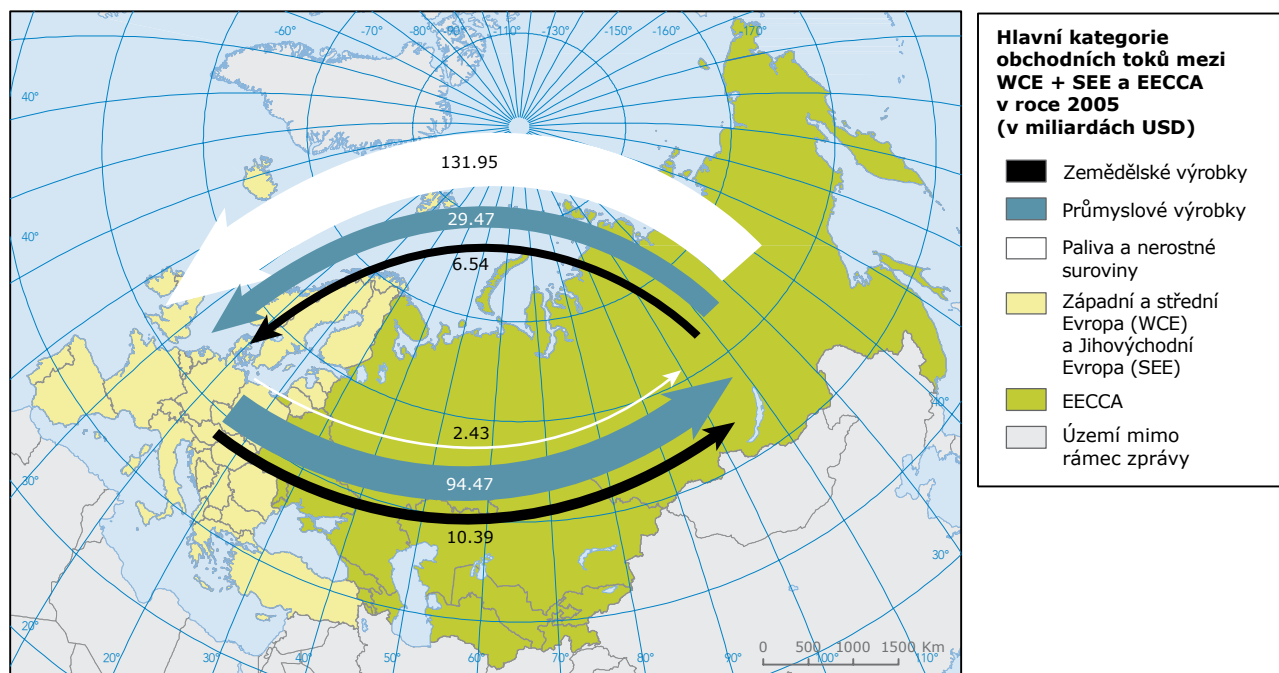 -60°
-70°
-80°
-90°
-110°
-130°
-150°
-160°
-170°
40°
40°
30°
20°
131.95
29.47
6.54
2.43
94.47
10.39
40°
30°
20°
30°
40°
50°
60°
70°
80°
90°
100°
110°
0 500 1000 1500 Km
Hlavní kategorie
obchodních toků mezi
WCE + SEE a EECCA
v roce 2005
(v miliardách USD)
Zemědělské výrobky
Průmyslové výrobky
Paliva a nerostné
suroviny
Západní a střední
Evropa (WCE)
a Jihovýchodní
Evropa (SEE)
EECCA
Území mimo
rámec zprávy